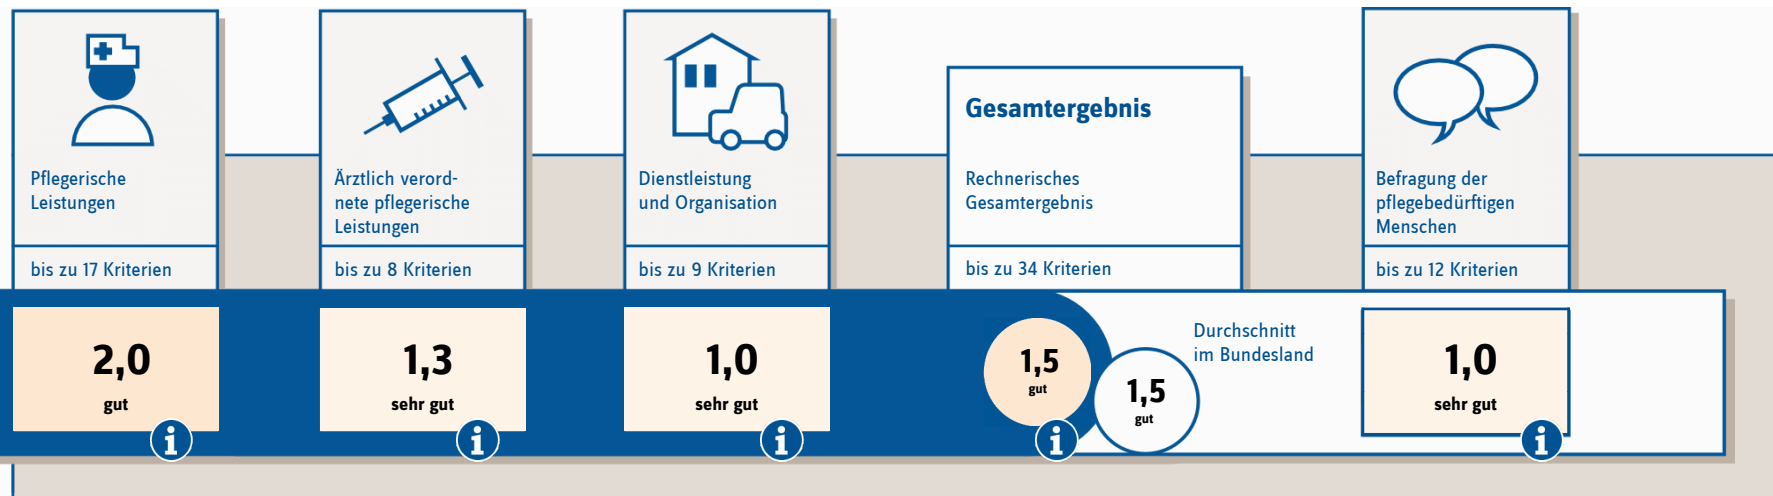 Pflegerische
Leistungen
bis zu 17 Kriterien
2,0
gut
i
Ärztlich verord-
nete pflegerische
Leistungen
bis zu 8 Kriterien
1,3
sehr gut
i
Dienstleistung
und Organisation
bis zu 9 Kriterien
1,0
sehr gut
i
Gesamtergebnis
Rechnerisches
Gesamtergebnis
bis zu 34 Kriterien
1,5
gut
i
Durchschnitt
im Bundesland
1,5
gut
Befragung der
pflegebedürftigen
Menschen
bis zu 12 Kriterien
1,0
sehr gut
i